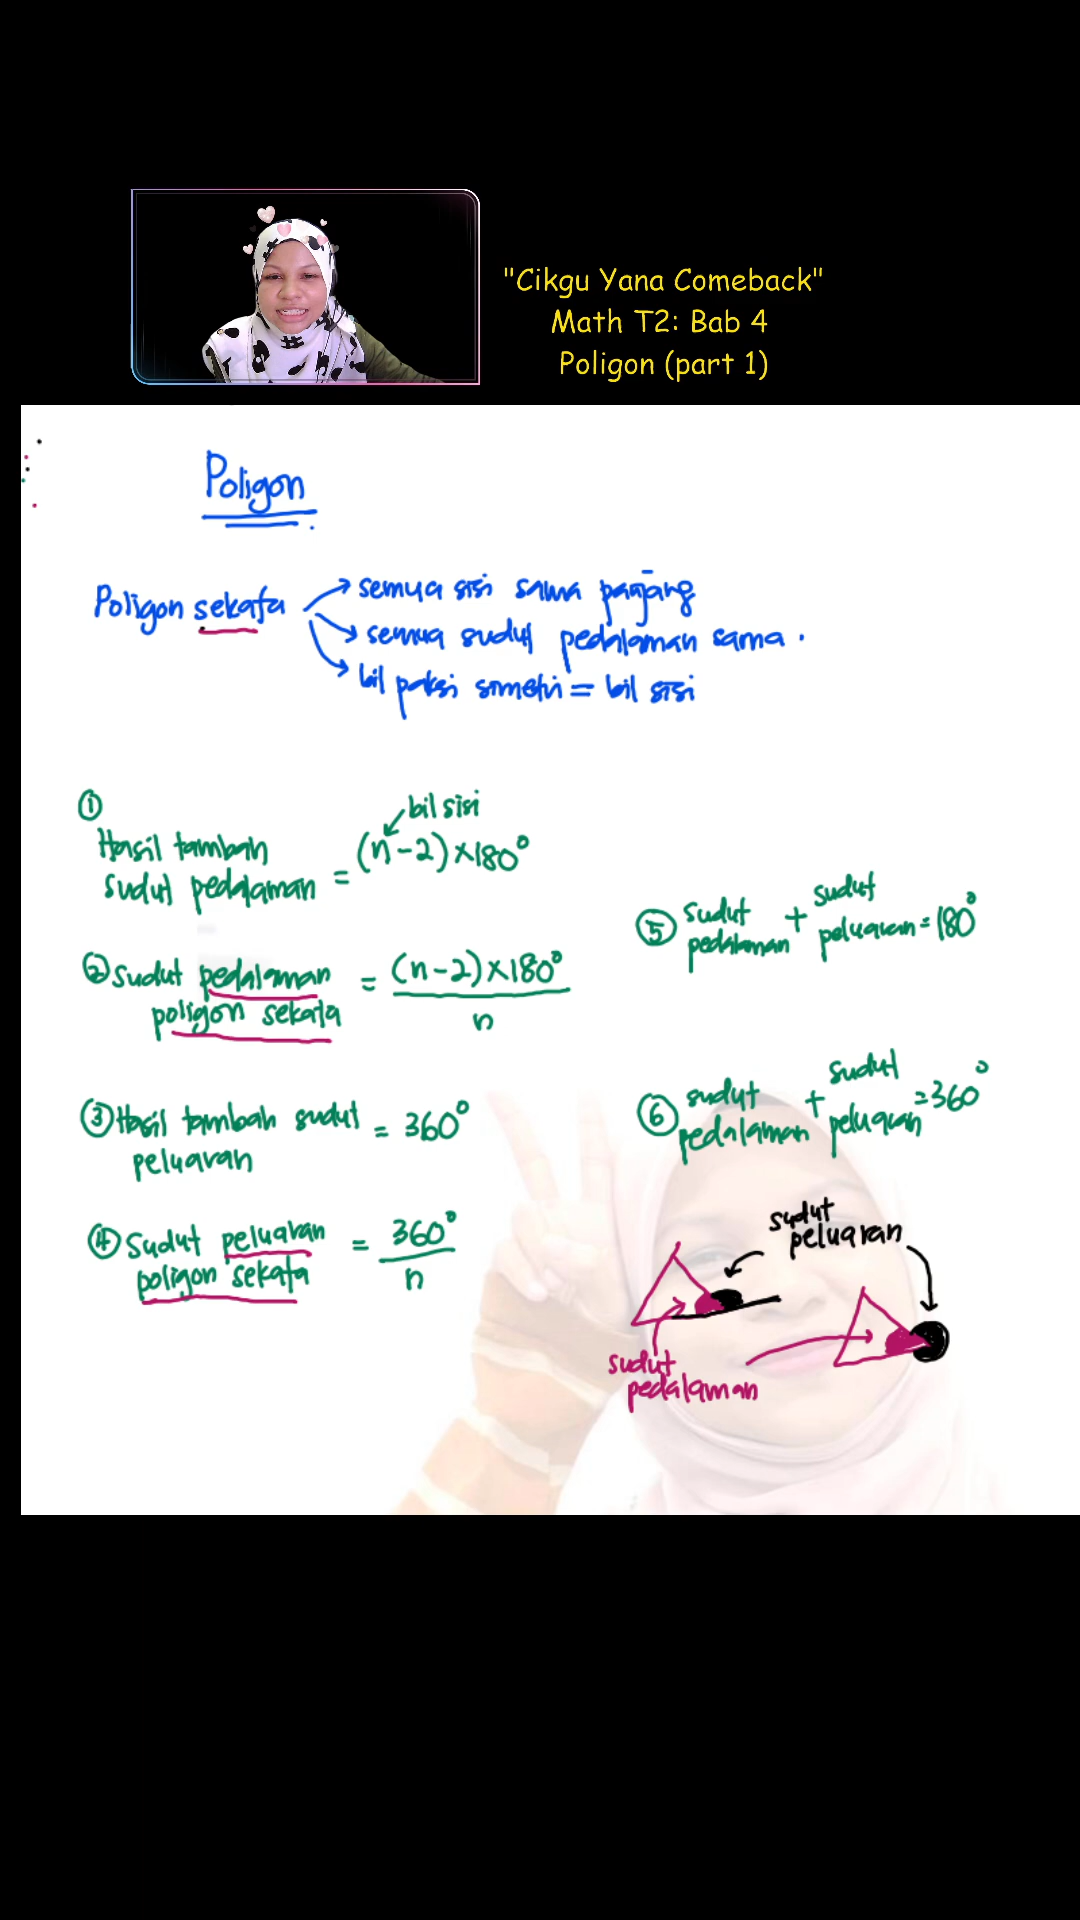 "Cikgu Yana Comeback"
Math T2: Bab 4
Poligon (part 1)
Poligon
Poligon sekata
semua sisi sama panjang
semua sudut pedalaman sama.
bil paksi simetri = bil sisi
①
bil sisi
Hasil tambah
sudut pedalaman = (n-2)×180°
② Sudut pedalaman
poligon sekata = (n-2)×180°
n
③ Hasil tambah sudut
peluaran = 360°
④ Sudut peluaran
poligon sekata = 360°
n
⑤ sudut pedalaman + sudut peluaran = 180°
⑥ sudut pedalaman + sudut peluaran = 360°
sudut
peluaran
sudut
pedalaman